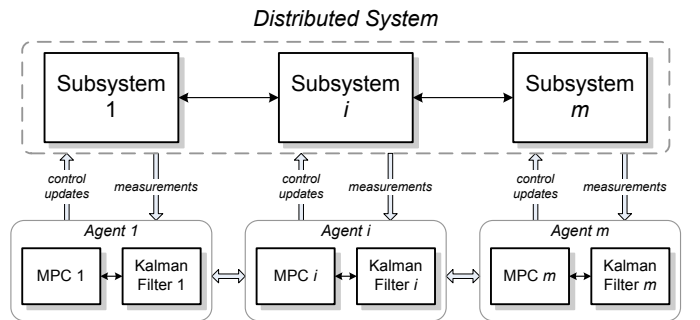 Distributed System
Subsystem
1
Subsystem
i
Subsystem
m
control
updates
measurements
control
updates
measurements
control
updates
measurements
Agent 1
MPC 1
Kalman
Filter 1
Agent i
MPC i
Kalman
Filter i
Agent m
MPC m
Kalman
Filter m